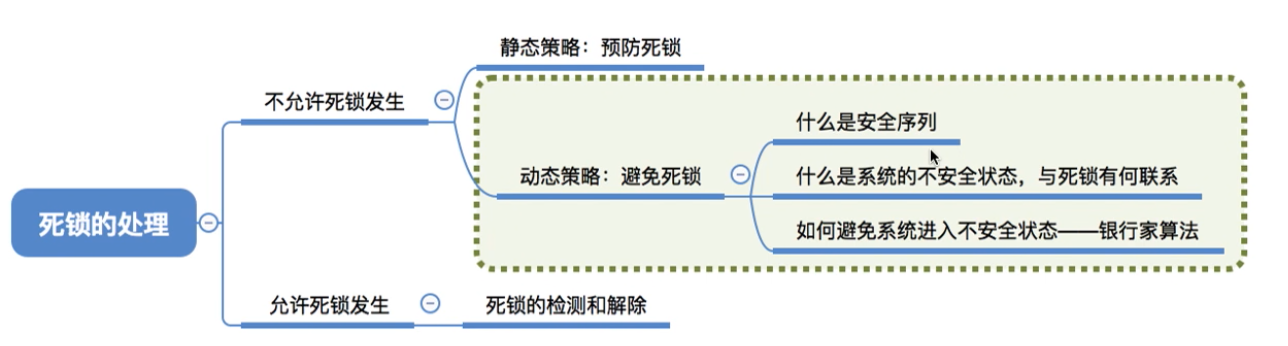 静态策略：预防死锁
不允许死锁发生
什么是安全序列
动态策略：避免死锁
什么是系统的不安全状态，与死锁有何联系
死锁的处理
如何避免系统进入不安全状态——银行家算法
允许死锁发生
死锁的检测和解除